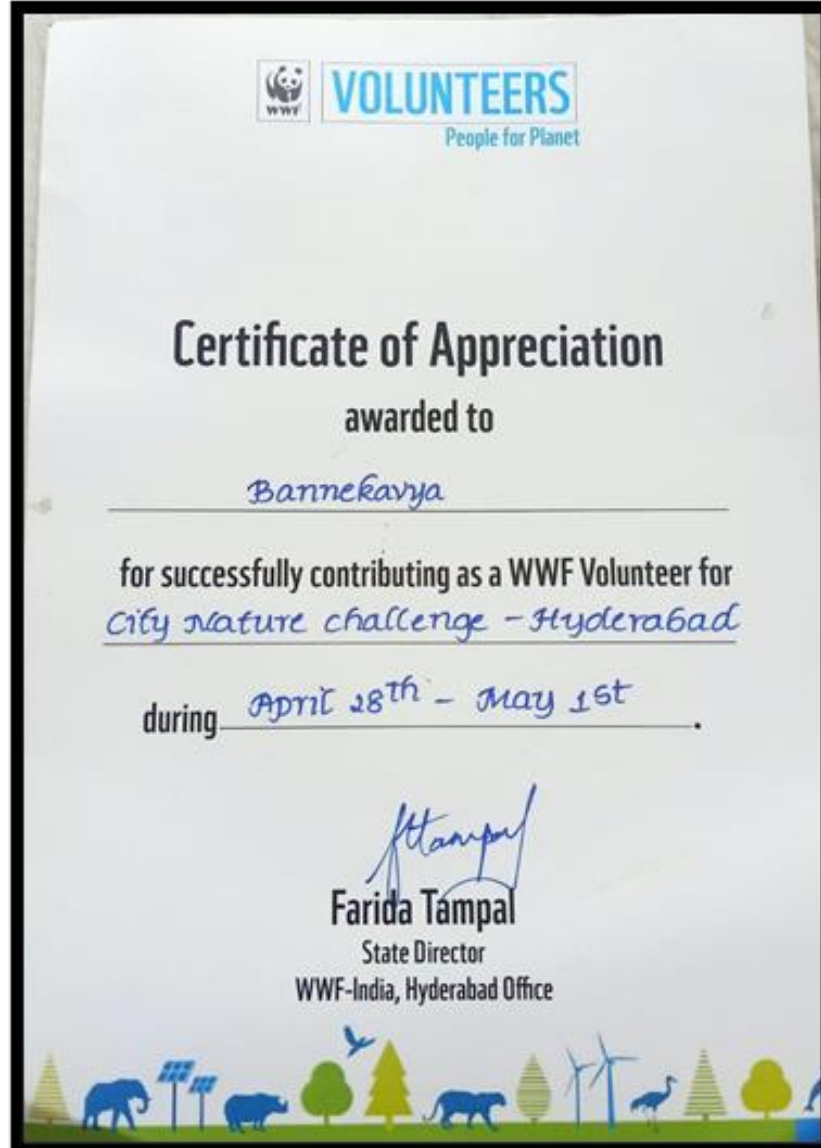 WWF
VOLUNTEERS
People for Planet
Certificate of Appreciation
awarded to
Bannekavya
for successfully contributing as a WWF Volunteer for
City Nature challenge - Hyderabad
during April 28th - May 1st .
Farida Tampal
State Director
WWF-India, Hyderabad Office